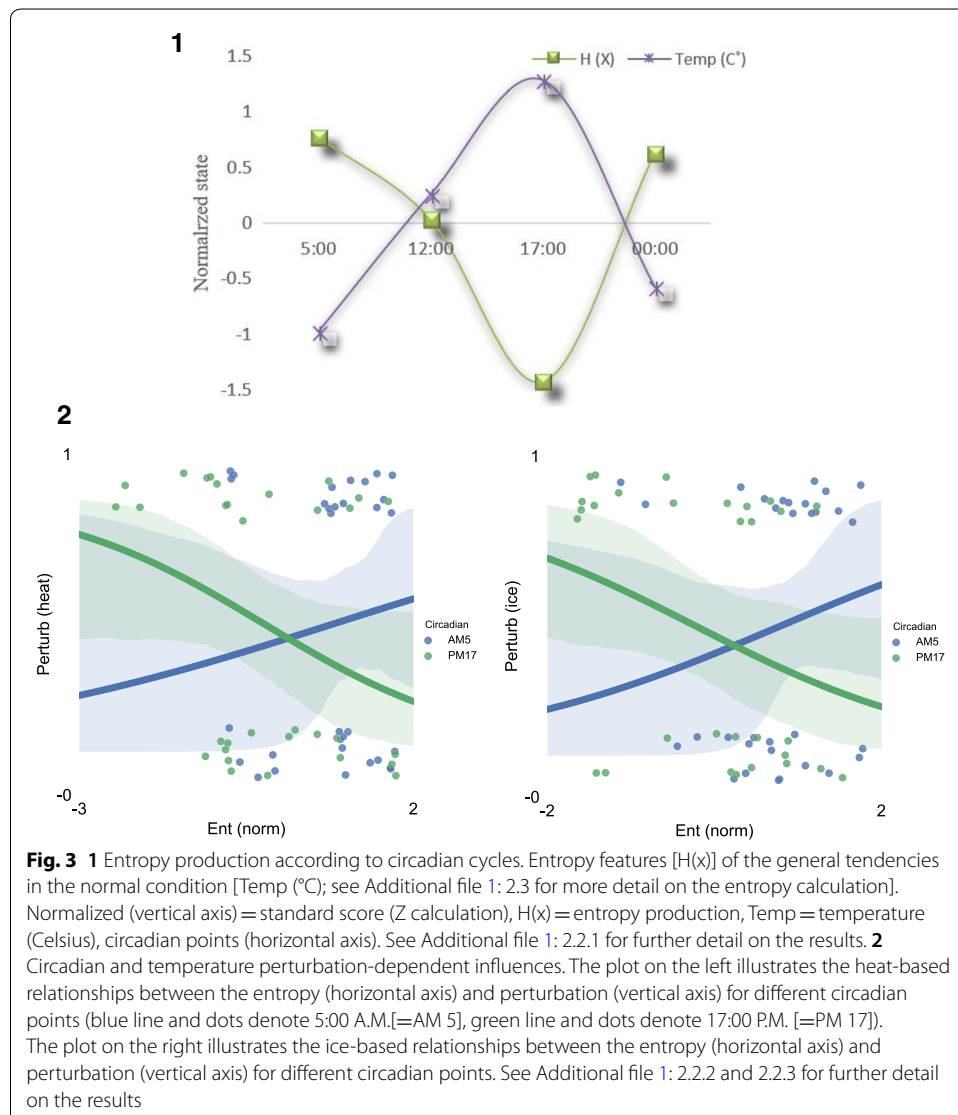 1
1.5
H (X) Temp (C˚)
1
0.5
0
-0.5
-1
-1.5
Normalrzed state
5:00 12:00 17:00 00:00
2
1
Perturb (heat)
Circadian
AM5
PM17
-0
-3 2
Ent (norm)
1
Perturb (ice)
Circadian
AM5
PM17
-0
-2 2
Ent (norm)
Fig. 3 1 Entropy production according to circadian cycles. Entropy features [H(x)] of the general tendencies
in the normal condition [Temp (°C); see Additional file 1: 2.3 for more detail on the entropy calculation].
Normalized (vertical axis) = standard score (Z calculation), H(x) = entropy production, Temp = temperature
(Celsius), circadian points (horizontal axis). See Additional file 1: 2.2.1 for further detail on the results. 2
Circadian and temperature perturbation-dependent influences. The plot on the left illustrates the heat-based
relationships between the entropy (horizontal axis) and perturbation (vertical axis) for different circadian
points (blue line and dots denote 5:00 A.M.[=AM 5], green line and dots denote 17:00 P.M. [=PM 17]).
The plot on the right illustrates the ice-based relationships between the entropy (horizontal axis) and
perturbation (vertical axis) for different circadian points. See Additional file 1: 2.2.2 and 2.2.3 for further detail
on the results